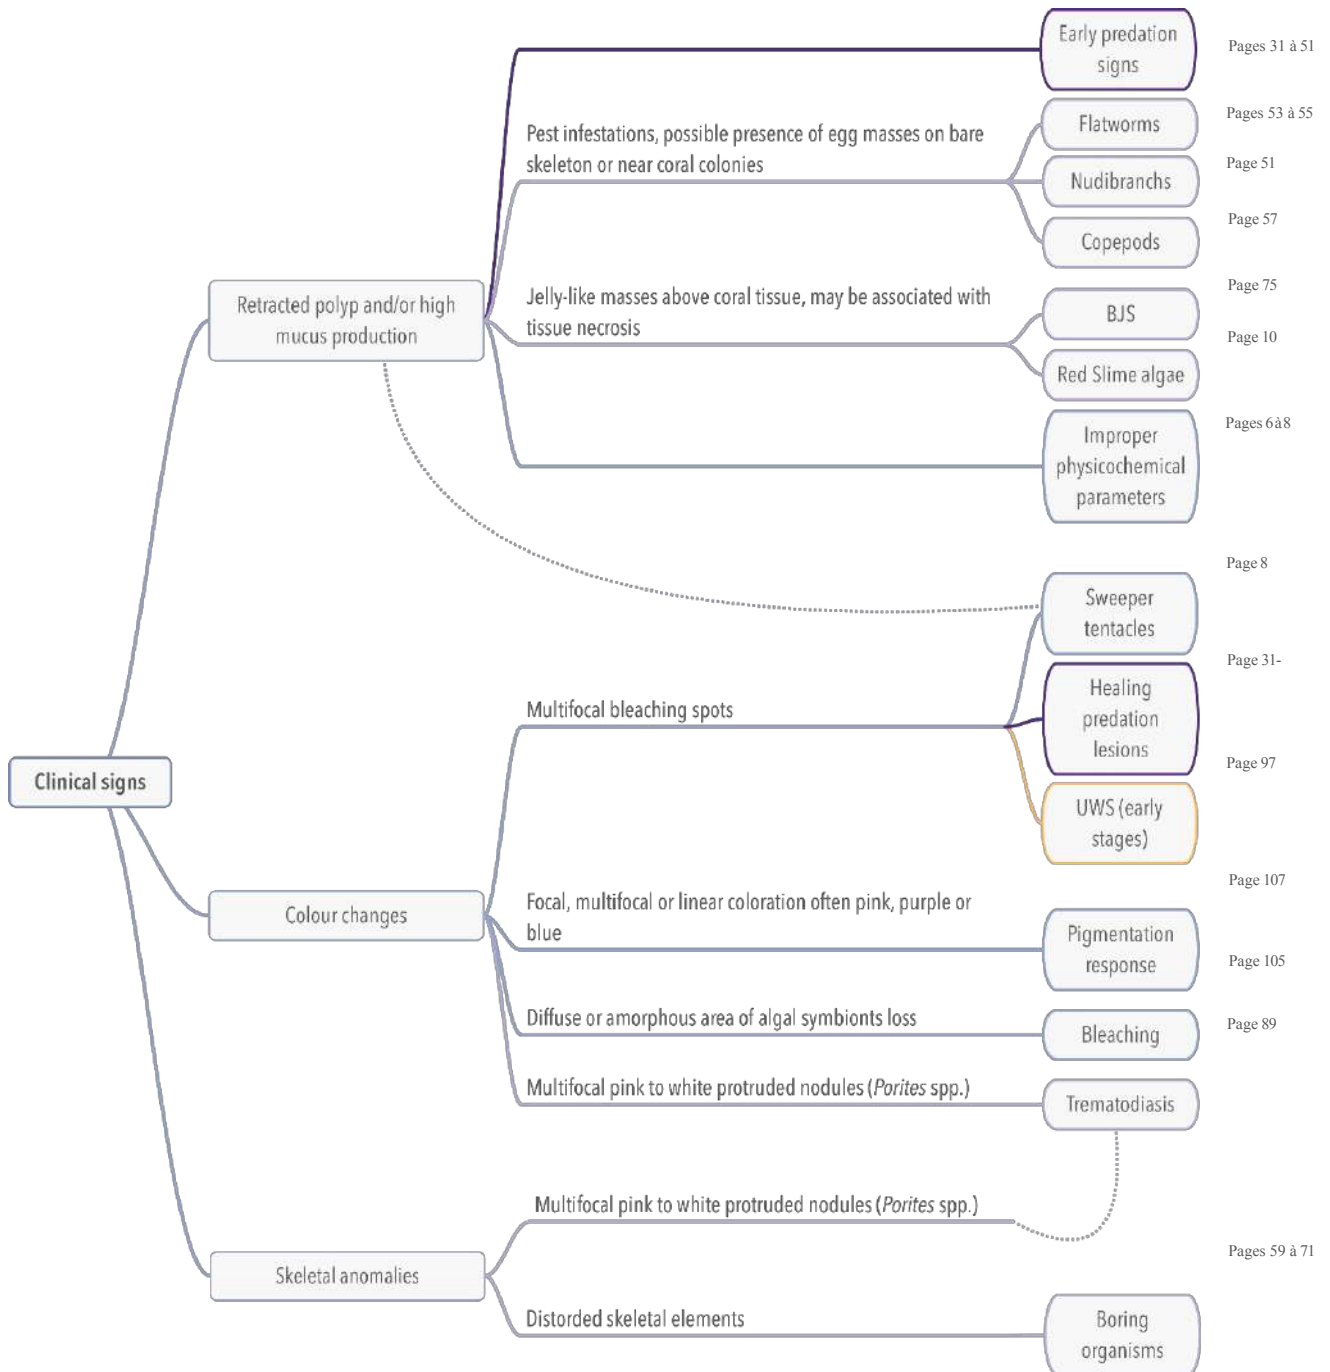 Early predation
signs
Pages 31 à 51
Pest infestations, possible presence of egg masses on bare
skeleton or near coral colonies
Flatworms
Pages 53 à 55
Nudibranchs
Page 51
Copepods
Page 57
Retracted polyp and/or high
mucus production
Jelly-like masses above coral tissue, may be associated with
tissue necrosis
BJS
Page 75
Red Slime algae
Page 10
Improper
physicochemical
parameters
Pages 6à8
Sweeper
tentacles
Page 8
Multifocal bleaching spots
Healing
predation
lesions
Page 31-
UWS (early
stages)
Page 97
Clinical signs
Colour changes
Focal, multifocal or linear coloration often pink, purple or
blue
Pigmentation
response
Page 107
Diffuse or amorphous area of algal symbionts loss
Bleaching
Page 105
Multifocal pink to white protruded nodules (Porites spp.)
Trematodiasis
Page 89
Multifocal pink to white protruded nodules (Porites spp.)
Skeletal anomalies
Distorded skeletal elements
Boring
organisms
Pages 59 à 71